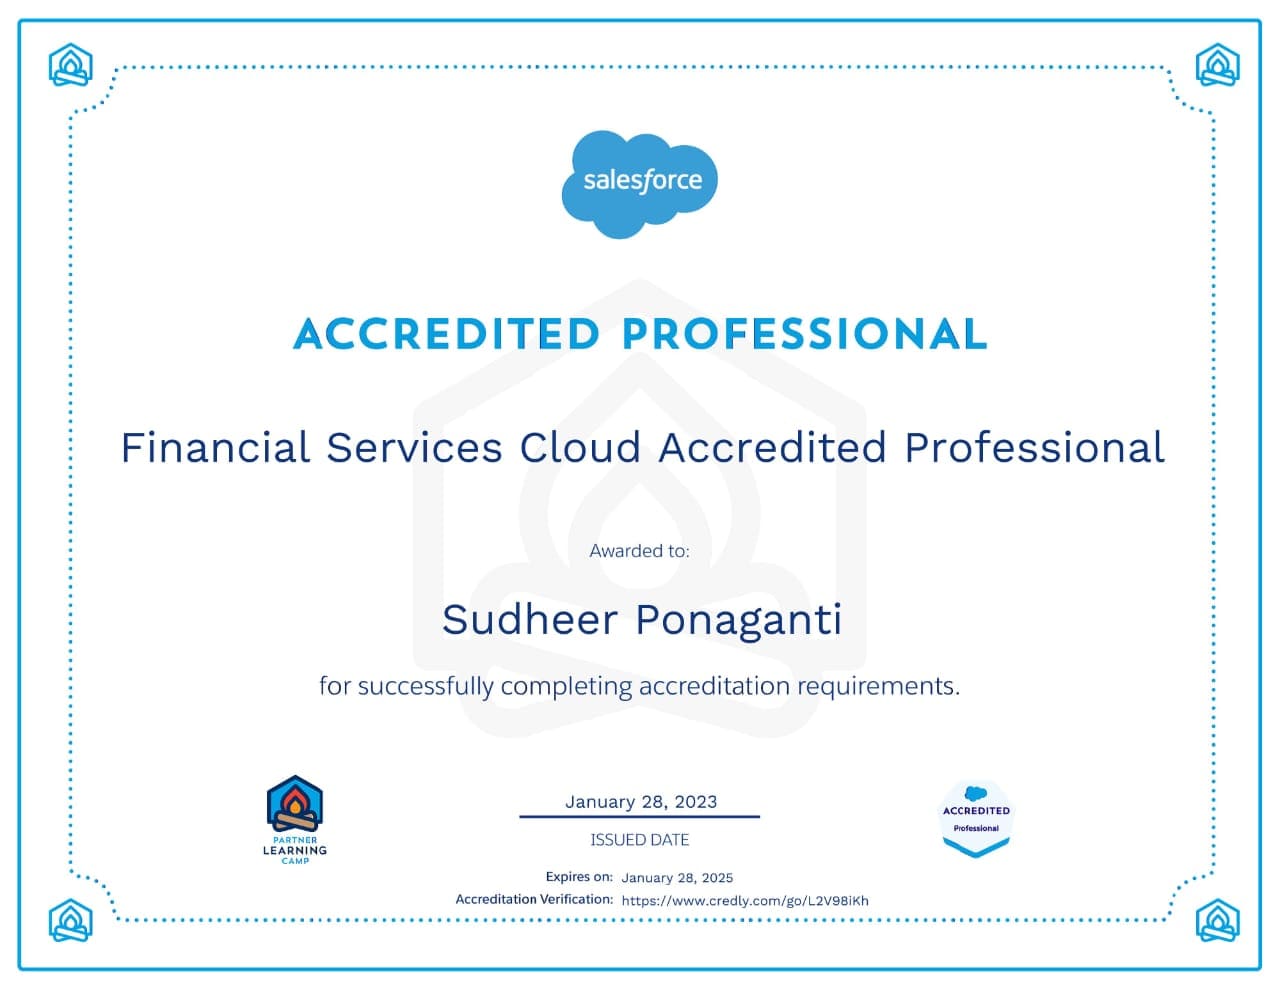 salesforce
ACCREDITED PROFESSIONAL
Financial Services Cloud Accredited Professional
Awarded to:
Sudheer Ponaganti
for successfully completing accreditation requirements.
PARTNER
LEARNING
CAMP
January 28, 2023
ISSUED DATE
ACCREDITED
Professional
Expires on: January 28, 2025
Accreditation Verification: https://www.credly.com/go/L2V98iKh